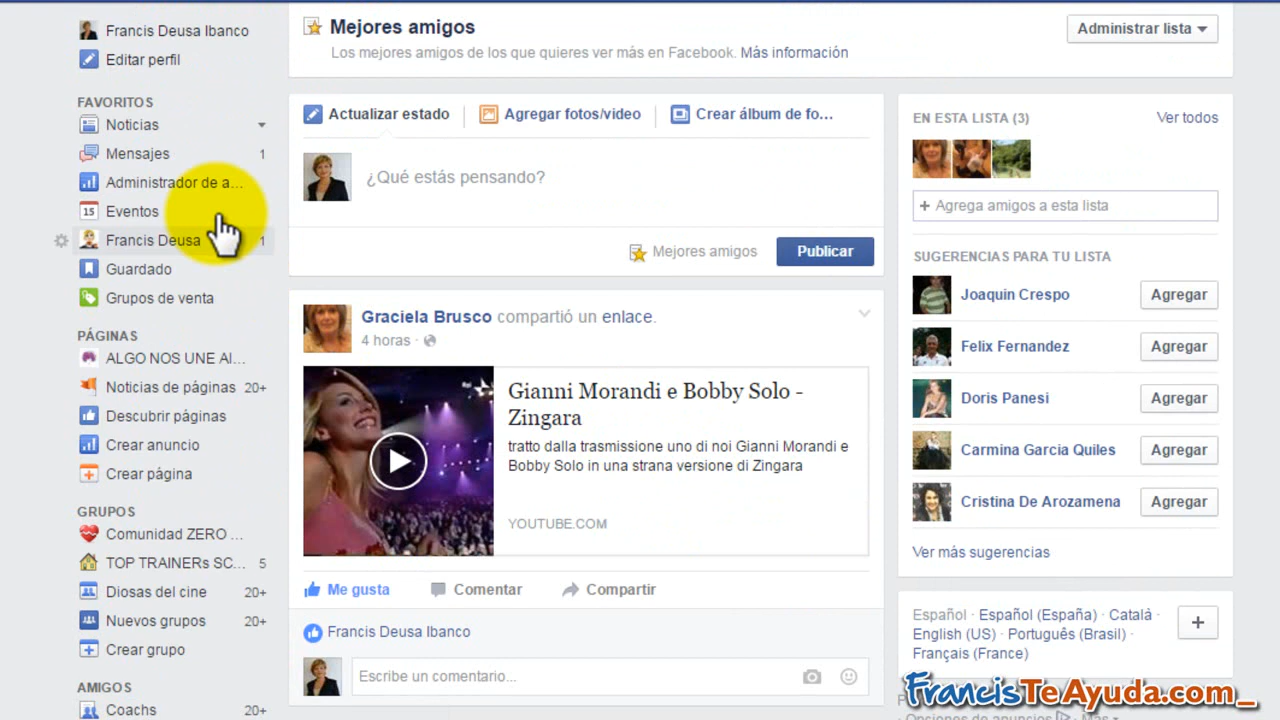 Francis Deusa Ibanco
Editar perfil
FAVORITOS
Noticias
Mensajes 1
Administrador de a...
15 Eventos
Francis Deusa 1
Guardado
Grupos de venta
PÁGINAS
ALGO NOS UNE AI...
Noticias de páginas 20+
Descubrir páginas
Crear anuncio
Crear página
GRUPOS
Comunidad ZERO ...
TOP TRAINERs SC... 5
Diosas del cine 20+
Nuevos grupos 20+
Crear grupo
AMIGOS
Coachs 20+
Mejores amigos
Los mejores amigos de los que quieres ver más en Facebook. Más información
Administrar lista
Actualizar estado
Agregar fotos/video
Crear álbum de fo...
¿Qué estás pensando?
Mejores amigos
Publicar
Graciela Brusco compartió un enlace.
4 horas ·
Gianni Morandi e Bobby Solo -
Zingara
tratto dalla trasmissione uno di noi Gianni Morandi e
Bobby Solo in una strana versione di Zingara
YOUTUBE.COM
Me gusta Comentar Compartir
Francis Deusa Ibanco
Escribe un comentario...
EN ESTA LISTA (3) Ver todos
+ Agrega amigos a esta lista
SUGERENCIAS PARA TU LISTA
Joaquin Crespo Agregar
Felix Fernandez Agregar
Doris Panesi Agregar
Carmina Garcia Quiles Agregar
Cristina De Arozamena Agregar
Ver más sugerencias
Español · Español (España) · Català ·
English (US) · Português (Brasil) ·
Français (France)
+
FrancisTeAyuda.com_
Opciones de anuncios · Más